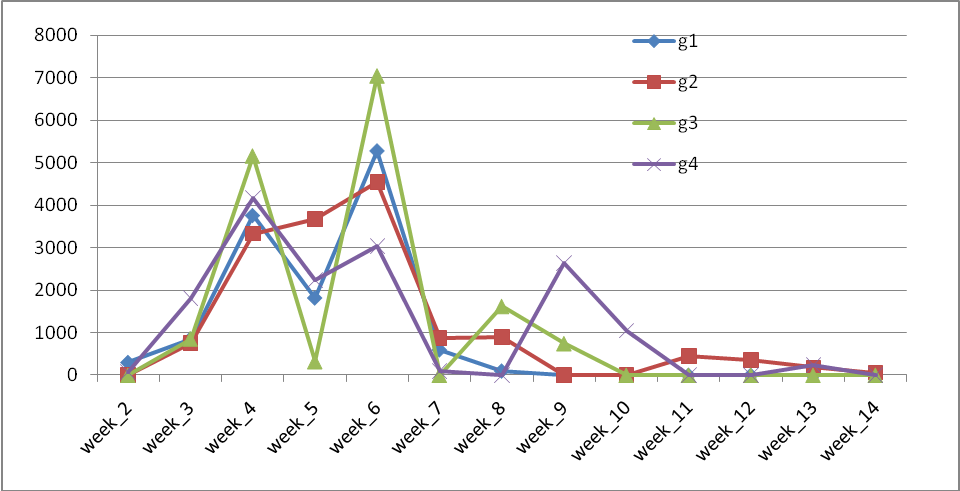 8000
7000
6000
5000
4000
3000
2000
1000
0
g1
g2
g3
g4
week_2
week_3
week_4
week_5
week_6
week_7
week_8
week_9
week_10
week_11
week_12
week_13
week_14